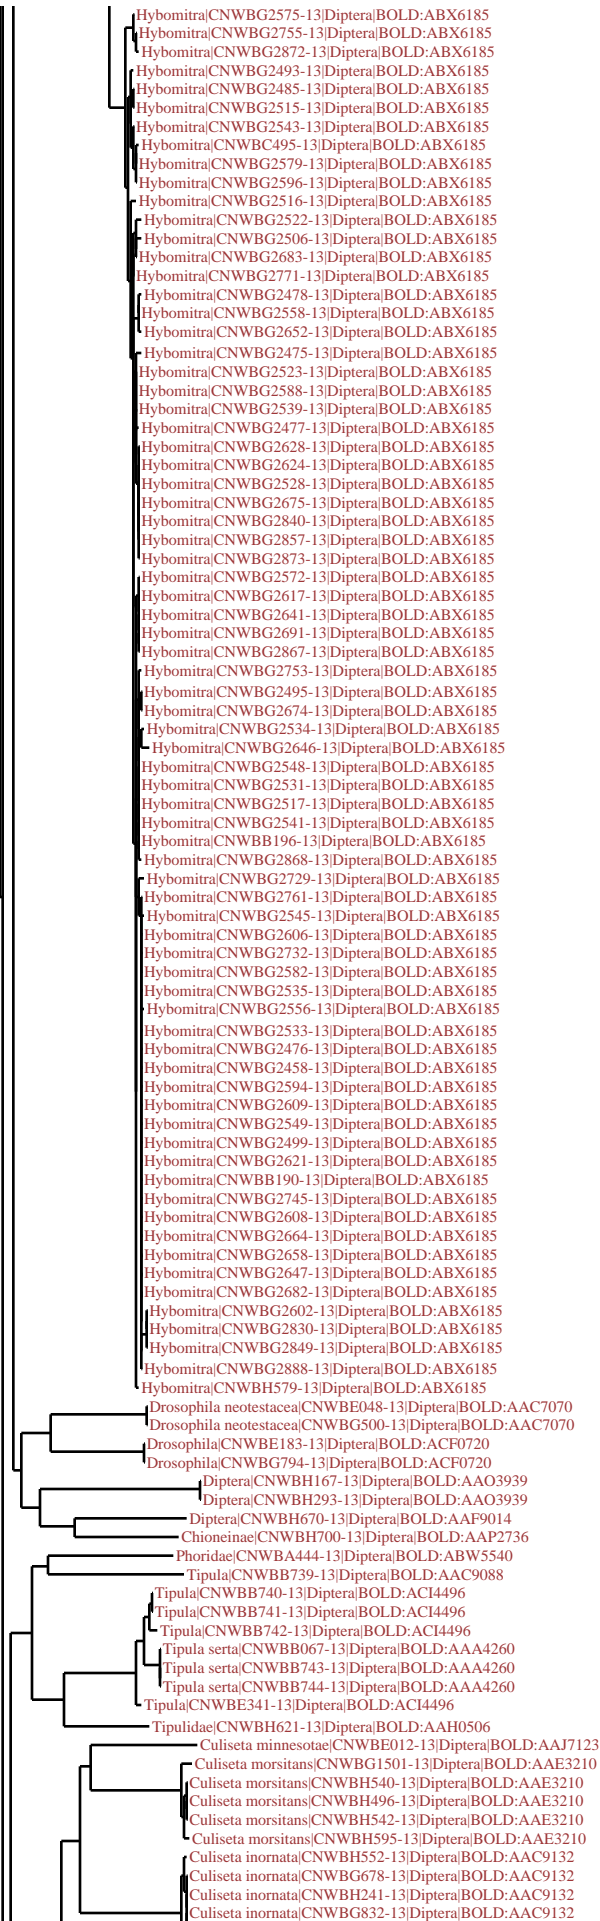 Hybomitra|CNWBG2575-13|Diptera|BOLD:ABX6185
Hybomitra|CNWBG2755-13|Diptera|BOLD:ABX6185
Hybomitra|CNWBG2872-13|Diptera|BOLD:ABX6185
Hybomitra|CNWBG2493-13|Diptera|BOLD:ABX6185
Hybomitra|CNWBG2485-13|Diptera|BOLD:ABX6185
Hybomitra|CNWBG2515-13|Diptera|BOLD:ABX6185
Hybomitra|CNWBG2543-13|Diptera|BOLD:ABX6185
Hybomitra|CNWBC495-13|Diptera|BOLD:ABX6185
Hybomitra|CNWBG2579-13|Diptera|BOLD:ABX6185
Hybomitra|CNWBG2596-13|Diptera|BOLD:ABX6185
Hybomitra|CNWBG2516-13|Diptera|BOLD:ABX6185
Hybomitra|CNWBG2522-13|Diptera|BOLD:ABX6185
Hybomitra|CNWBG2506-13|Diptera|BOLD:ABX6185
Hybomitra|CNWBG2683-13|Diptera|BOLD:ABX6185
Hybomitra|CNWBG2771-13|Diptera|BOLD:ABX6185
Hybomitra|CNWBG2478-13|Diptera|BOLD:ABX6185
Hybomitra|CNWBG2558-13|Diptera|BOLD:ABX6185
Hybomitra|CNWBG2652-13|Diptera|BOLD:ABX6185
Hybomitra|CNWBG2475-13|Diptera|BOLD:ABX6185
Hybomitra|CNWBG2523-13|Diptera|BOLD:ABX6185
Hybomitra|CNWBG2588-13|Diptera|BOLD:ABX6185
Hybomitra|CNWBG2539-13|Diptera|BOLD:ABX6185
Hybomitra|CNWBG2477-13|Diptera|BOLD:ABX6185
Hybomitra|CNWBG2628-13|Diptera|BOLD:ABX6185
Hybomitra|CNWBG2624-13|Diptera|BOLD:ABX6185
Hybomitra|CNWBG2528-13|Diptera|BOLD:ABX6185
Hybomitra|CNWBG2675-13|Diptera|BOLD:ABX6185
Hybomitra|CNWBG2840-13|Diptera|BOLD:ABX6185
Hybomitra|CNWBG2857-13|Diptera|BOLD:ABX6185
Hybomitra|CNWBG2873-13|Diptera|BOLD:ABX6185
Hybomitra|CNWBG2572-13|Diptera|BOLD:ABX6185
Hybomitra|CNWBG2617-13|Diptera|BOLD:ABX6185
Hybomitra|CNWBG2641-13|Diptera|BOLD:ABX6185
Hybomitra|CNWBG2691-13|Diptera|BOLD:ABX6185
Hybomitra|CNWBG2867-13|Diptera|BOLD:ABX6185
Hybomitra|CNWBG2753-13|Diptera|BOLD:ABX6185
Hybomitra|CNWBG2495-13|Diptera|BOLD:ABX6185
Hybomitra|CNWBG2674-13|Diptera|BOLD:ABX6185
Hybomitra|CNWBG2534-13|Diptera|BOLD:ABX6185
Hybomitra|CNWBG2646-13|Diptera|BOLD:ABX6185
Hybomitra|CNWBG2548-13|Diptera|BOLD:ABX6185
Hybomitra|CNWBG2531-13|Diptera|BOLD:ABX6185
Hybomitra|CNWBG2517-13|Diptera|BOLD:ABX6185
Hybomitra|CNWBG2541-13|Diptera|BOLD:ABX6185
Hybomitra|CNWBB196-13|Diptera|BOLD:ABX6185
Hybomitra|CNWBG2868-13|Diptera|BOLD:ABX6185
Hybomitra|CNWBG2729-13|Diptera|BOLD:ABX6185
Hybomitra|CNWBG2761-13|Diptera|BOLD:ABX6185
Hybomitra|CNWBG2545-13|Diptera|BOLD:ABX6185
Hybomitra|CNWBG2606-13|Diptera|BOLD:ABX6185
Hybomitra|CNWBG2732-13|Diptera|BOLD:ABX6185
Hybomitra|CNWBG2582-13|Diptera|BOLD:ABX6185
Hybomitra|CNWBG2535-13|Diptera|BOLD:ABX6185
Hybomitra|CNWBG2556-13|Diptera|BOLD:ABX6185
Hybomitra|CNWBG2533-13|Diptera|BOLD:ABX6185
Hybomitra|CNWBG2476-13|Diptera|BOLD:ABX6185
Hybomitra|CNWBG2458-13|Diptera|BOLD:ABX6185
Hybomitra|CNWBG2594-13|Diptera|BOLD:ABX6185
Hybomitra|CNWBG2609-13|Diptera|BOLD:ABX6185
Hybomitra|CNWBG2549-13|Diptera|BOLD:ABX6185
Hybomitra|CNWBG2499-13|Diptera|BOLD:ABX6185
Hybomitra|CNWBG2621-13|Diptera|BOLD:ABX6185
Hybomitra|CNWBB190-13|Diptera|BOLD:ABX6185
Hybomitra|CNWBG2745-13|Diptera|BOLD:ABX6185
Hybomitra|CNWBG2608-13|Diptera|BOLD:ABX6185
Hybomitra|CNWBG2664-13|Diptera|BOLD:ABX6185
Hybomitra|CNWBG2658-13|Diptera|BOLD:ABX6185
Hybomitra|CNWBG2647-13|Diptera|BOLD:ABX6185
Hybomitra|CNWBG2682-13|Diptera|BOLD:ABX6185
Hybomitra|CNWBG2602-13|Diptera|BOLD:ABX6185
Hybomitra|CNWBG2830-13|Diptera|BOLD:ABX6185
Hybomitra|CNWBG2849-13|Diptera|BOLD:ABX6185
Hybomitra|CNWBG2888-13|Diptera|BOLD:ABX6185
Hybomitra|CNWBH579-13|Diptera|BOLD:ABX6185
Drosophila neotestacea|CNWBE048-13|Diptera|BOLD:AAC7070
Drosophila neotestacea|CNWBG500-13|Diptera|BOLD:AAC7070
Drosophila|CNWBE183-13|Diptera|BOLD:ACF0720
Drosophila|CNWBG794-13|Diptera|BOLD:ACF0720
Diptera|CNWBH167-13|Diptera|BOLD:AAO3939
Diptera|CNWBH293-13|Diptera|BOLD:AAO3939
Diptera|CNWBH670-13|Diptera|BOLD:AAF9014
Chioneinae|CNWBH700-13|Diptera|BOLD:AAP2736
Phoridae|CNWBA444-13|Diptera|BOLD:ABW5540
Tipula|CNWBB739-13|Diptera|BOLD:AAC9088
Tipula|CNWBB740-13|Diptera|BOLD:ACI4496
Tipula|CNWBB741-13|Diptera|BOLD:ACI4496
Tipula|CNWBB742-13|Diptera|BOLD:ACI4496
Tipula serta|CNWBB067-13|Diptera|BOLD:AAA4260
Tipula serta|CNWBB743-13|Diptera|BOLD:AAA4260
Tipula serta|CNWBB744-13|Diptera|BOLD:AAA4260
Tipula|CNWBE341-13|Diptera|BOLD:ACI4496
Tipulidae|CNWBH621-13|Diptera|BOLD:AAH0506
Culiseta minnesotae|CNWBE012-13|Diptera|BOLD:AAJ7123
Culiseta morsitans|CNWBG1501-13|Diptera|BOLD:AAE3210
Culiseta morsitans|CNWBH540-13|Diptera|BOLD:AAE3210
Culiseta morsitans|CNWBH496-13|Diptera|BOLD:AAE3210
Culiseta morsitans|CNWBH542-13|Diptera|BOLD:AAE3210
Culiseta morsitans|CNWBH595-13|Diptera|BOLD:AAE3210
Culiseta inornata|CNWBH552-13|Diptera|BOLD:AAC9132
Culiseta inornata|CNWBG678-13|Diptera|BOLD:AAC9132
Culiseta inornata|CNWBH241-13|Diptera|BOLD:AAC9132
Culiseta inornata|CNWBG832-13|Diptera|BOLD:AAC9132